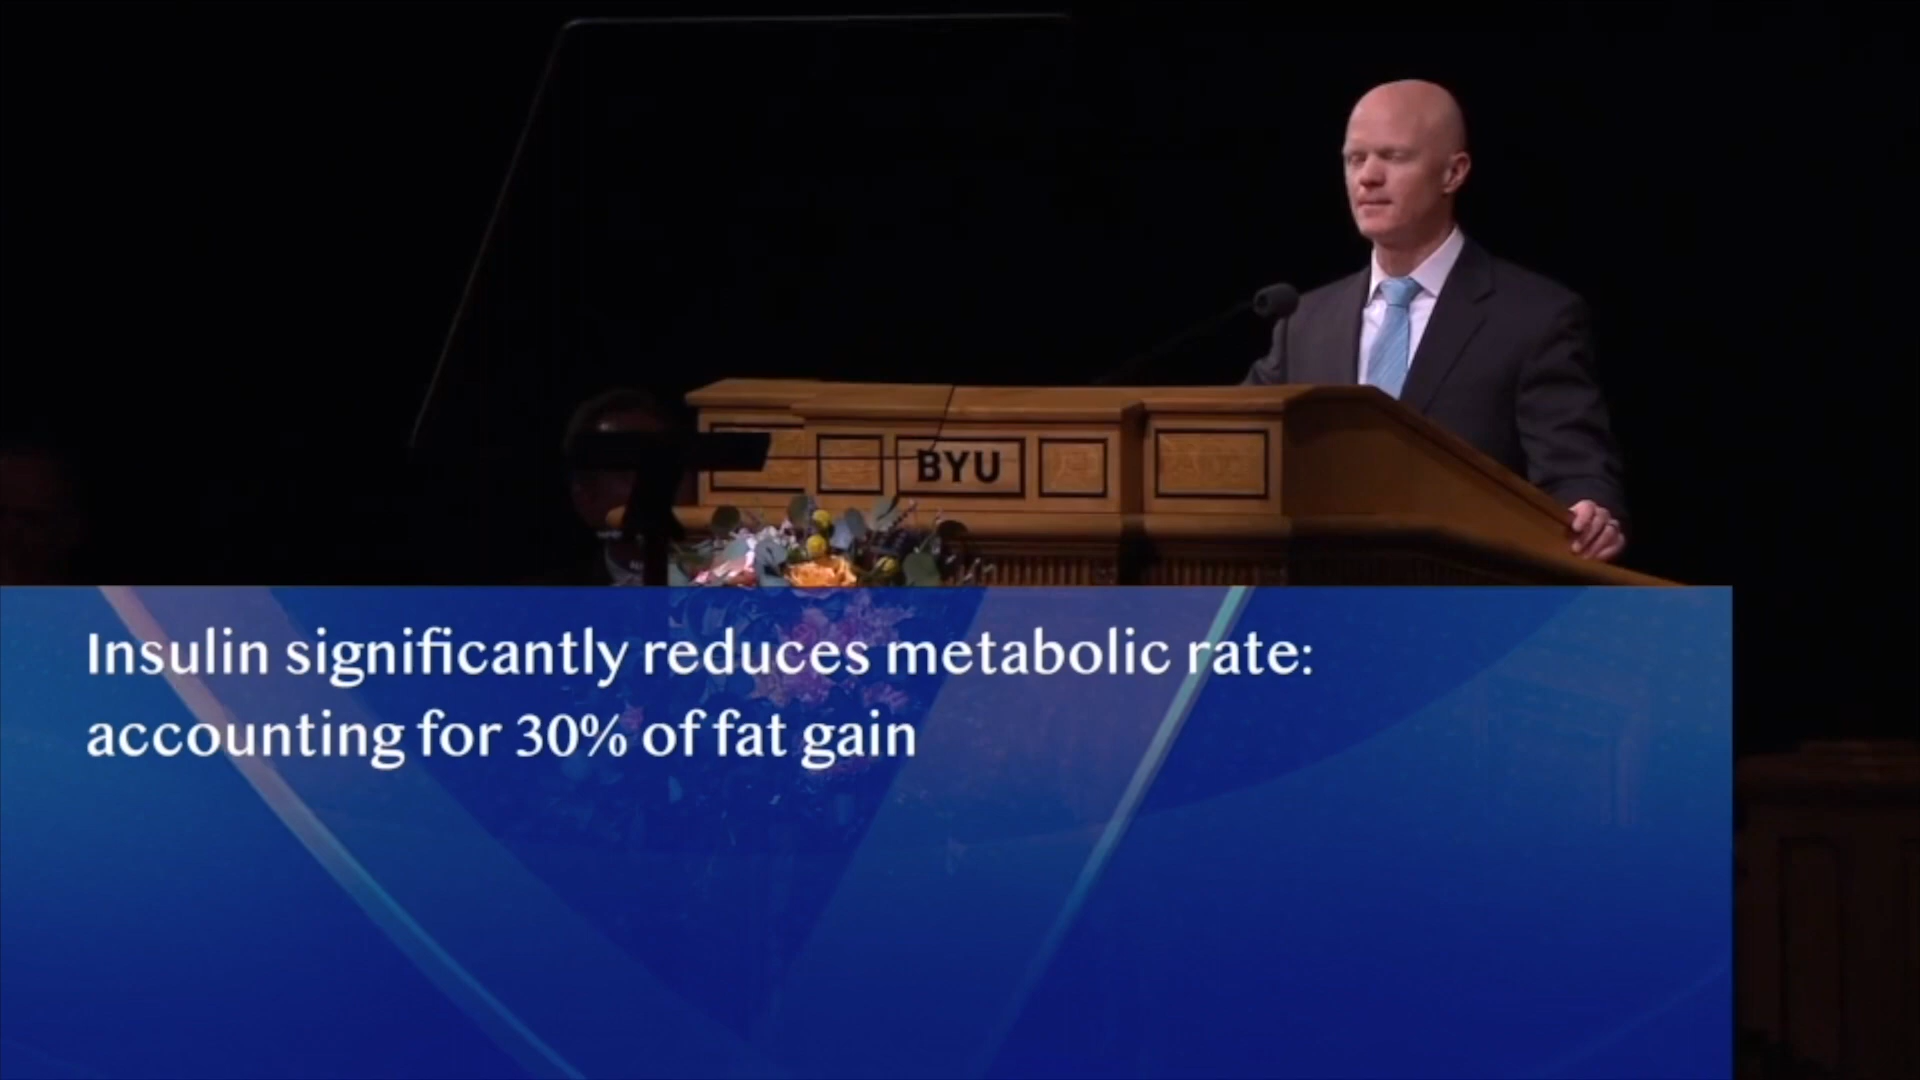 BYU
Insulin significantly reduces metabolic rate:
accounting for 30% of fat gain